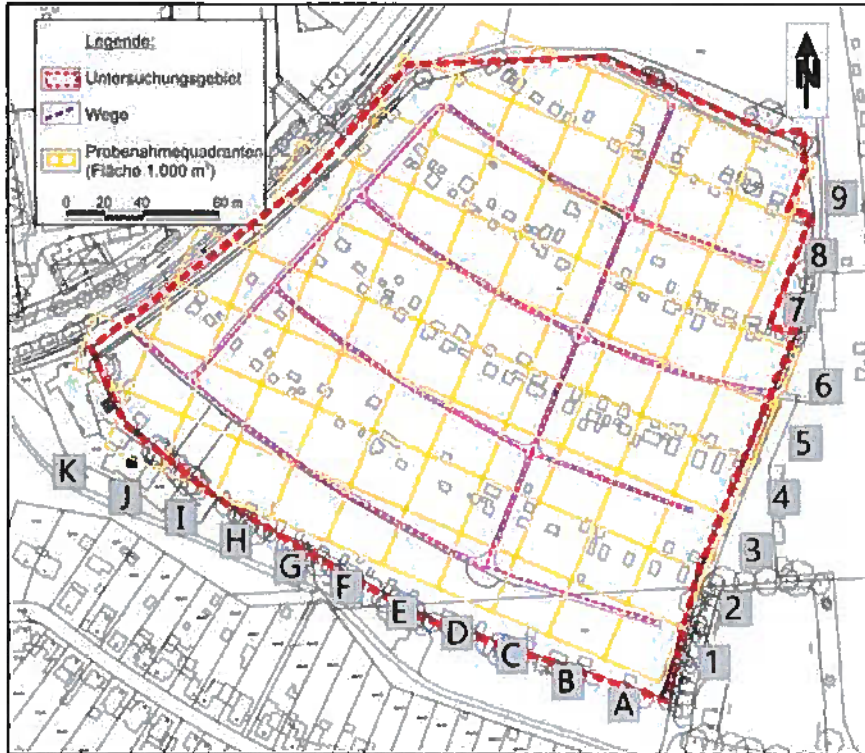 Legende:
Untersuchungsgebiet
Wege
Probenahmequadranten
(Fläche 1.000 m²)
0 20 40 80 m
N
9
8
7
6
5
4
3
2
1
K
J
I
H
G
F
E
D
C
B
A